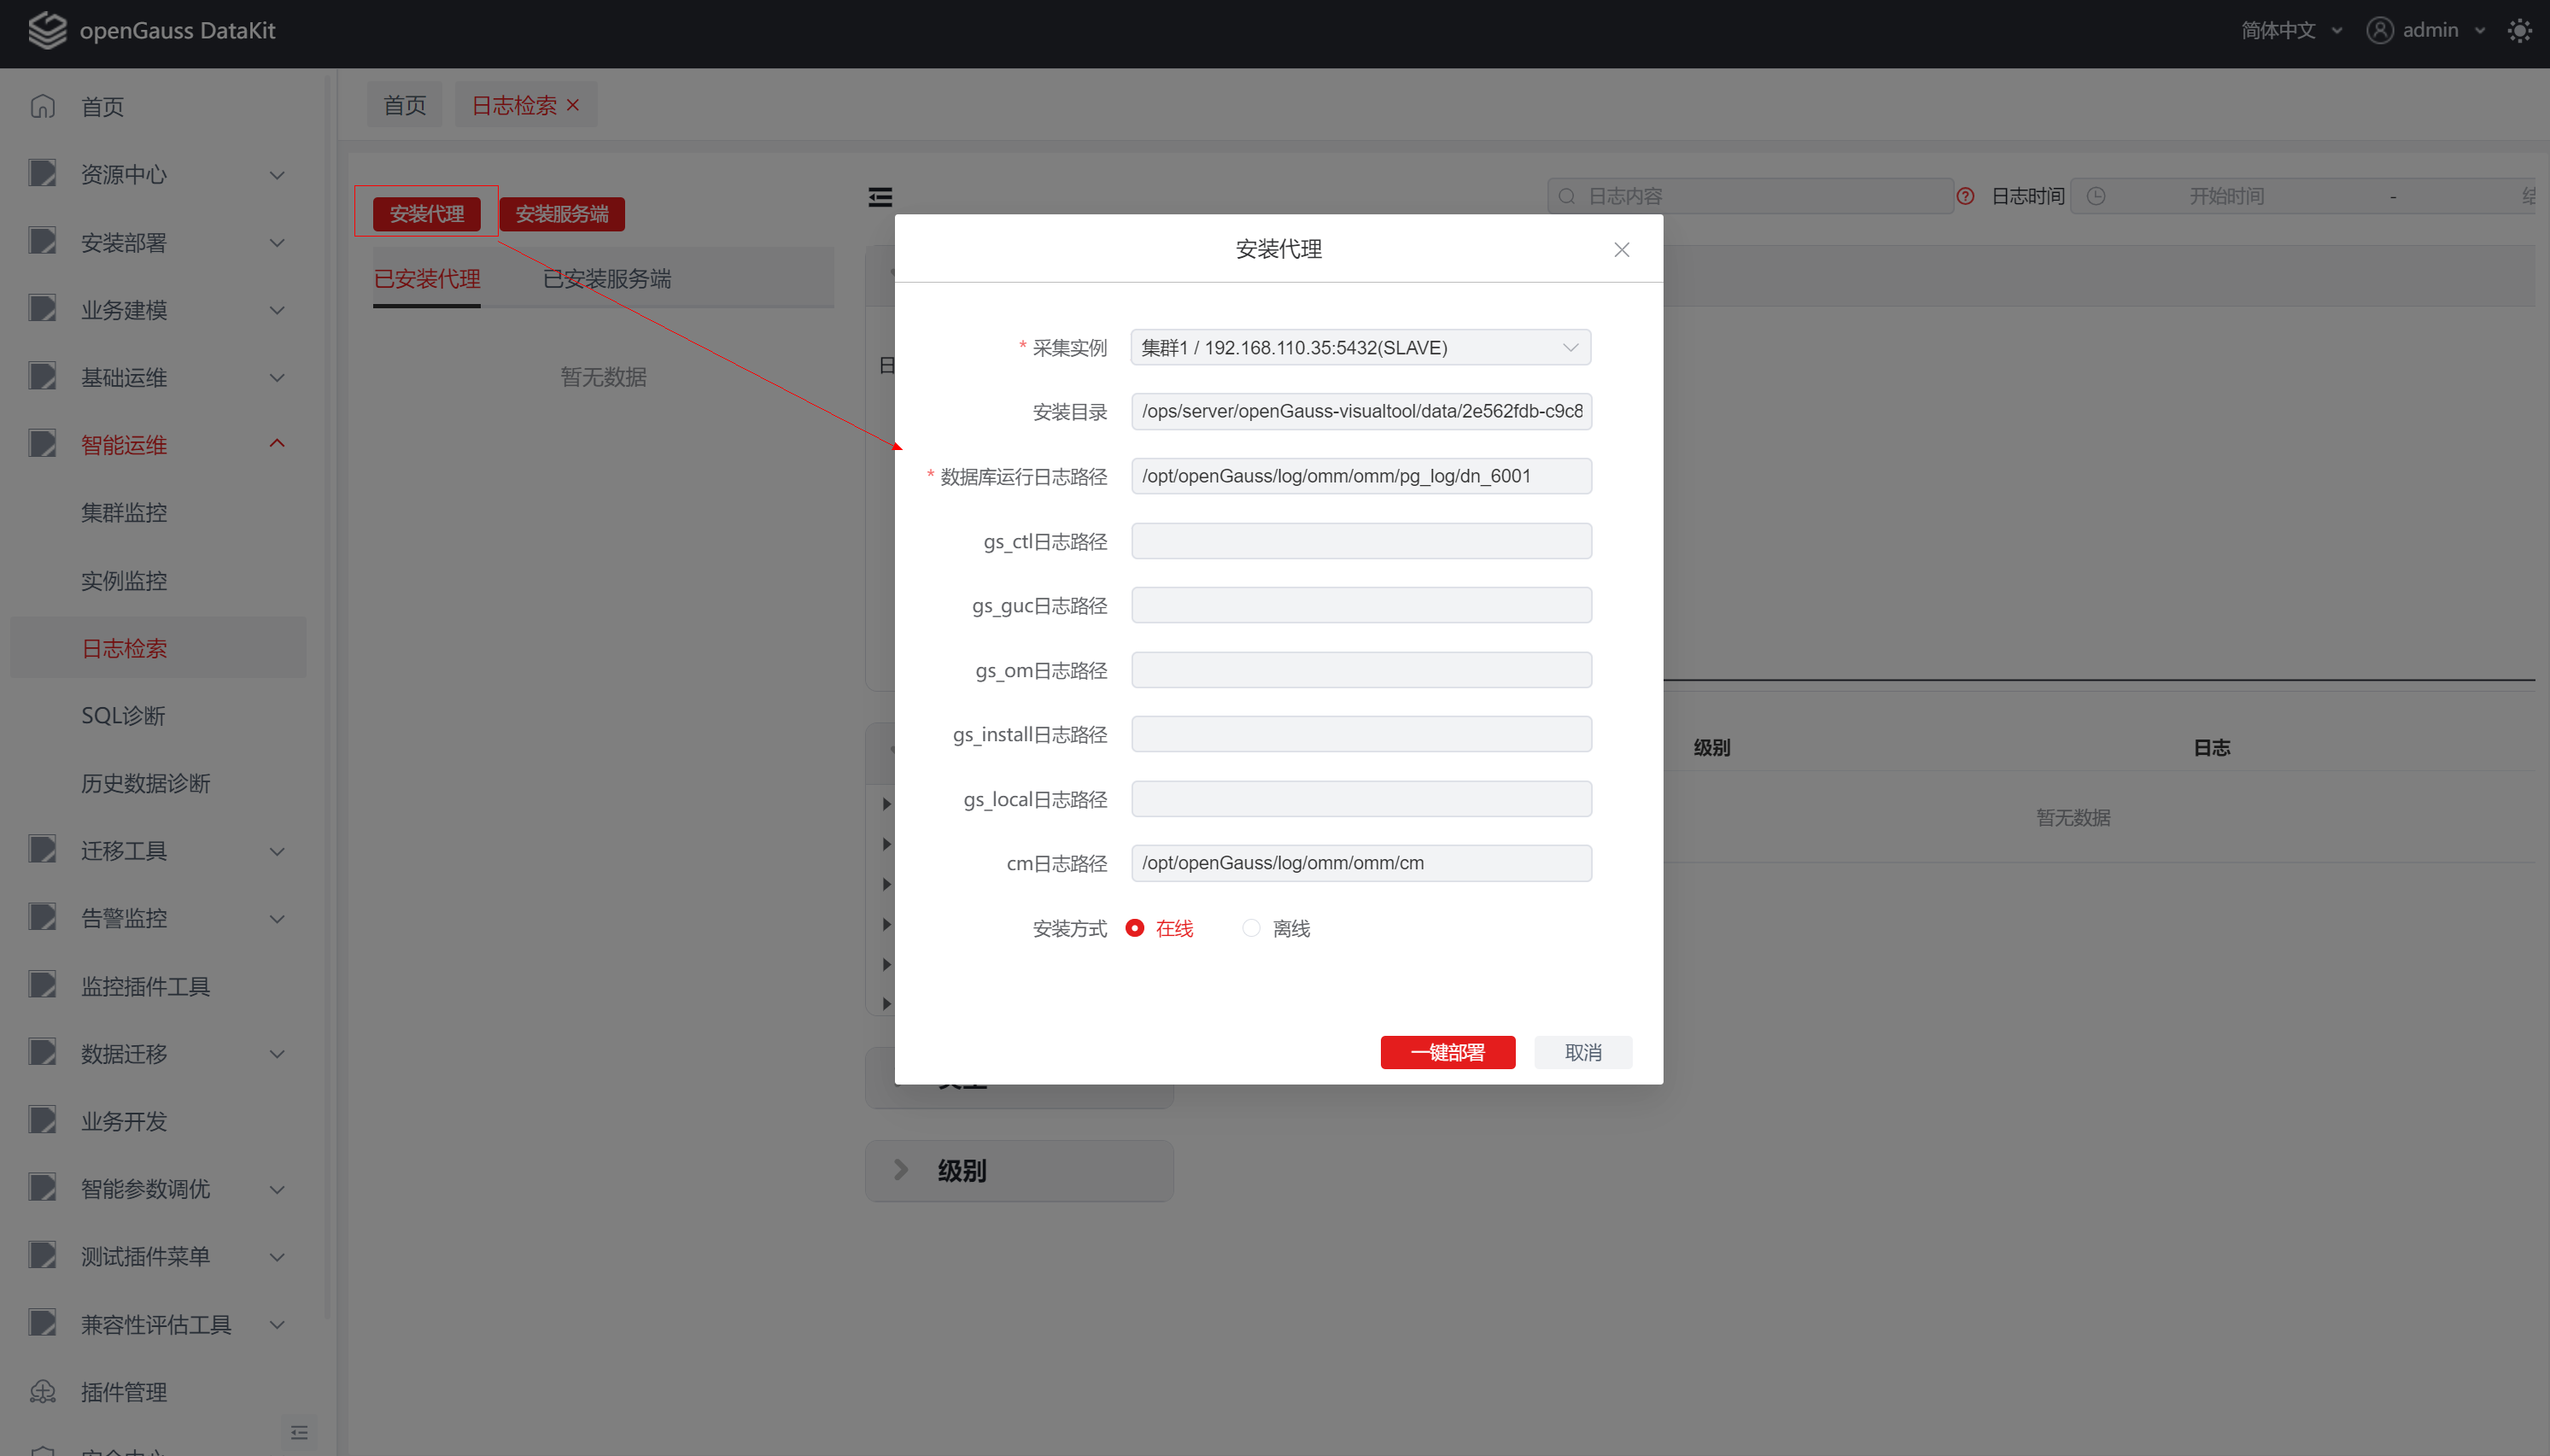 openGauss DataKit
简体中文
admin
首页
资源中心
安装部署
业务建模
基础运维
智能运维
集群监控
实例监控
日志检索
SQL诊断
历史数据诊断
迁移工具
告警监控
监控插件工具
数据迁移
业务开发
智能参数调优
测试插件菜单
兼容性评估工具
插件管理
首页 日志检索
安装代理 安装服务端
已安装代理 已安装服务端
暂无数据
日志内容
日志时间 开始时间 - 结
日
安装代理
* 采集实例 集群1 / 192.168.110.35:5432(SLAVE)
安装目录 /ops/server/openGauss-visualtool/data/2e562fdb-c9c8
* 数据库运行日志路径 /opt/openGauss/log/omm/omm/pg_log/dn_6001
gs_ctl日志路径
gs_guc日志路径
gs_om日志路径
gs_install日志路径
gs_local日志路径
cm日志路径 /opt/openGauss/log/omm/omm/cm
安装方式 在线 离线
一键部署 取消
级别 日志
暂无数据
级别